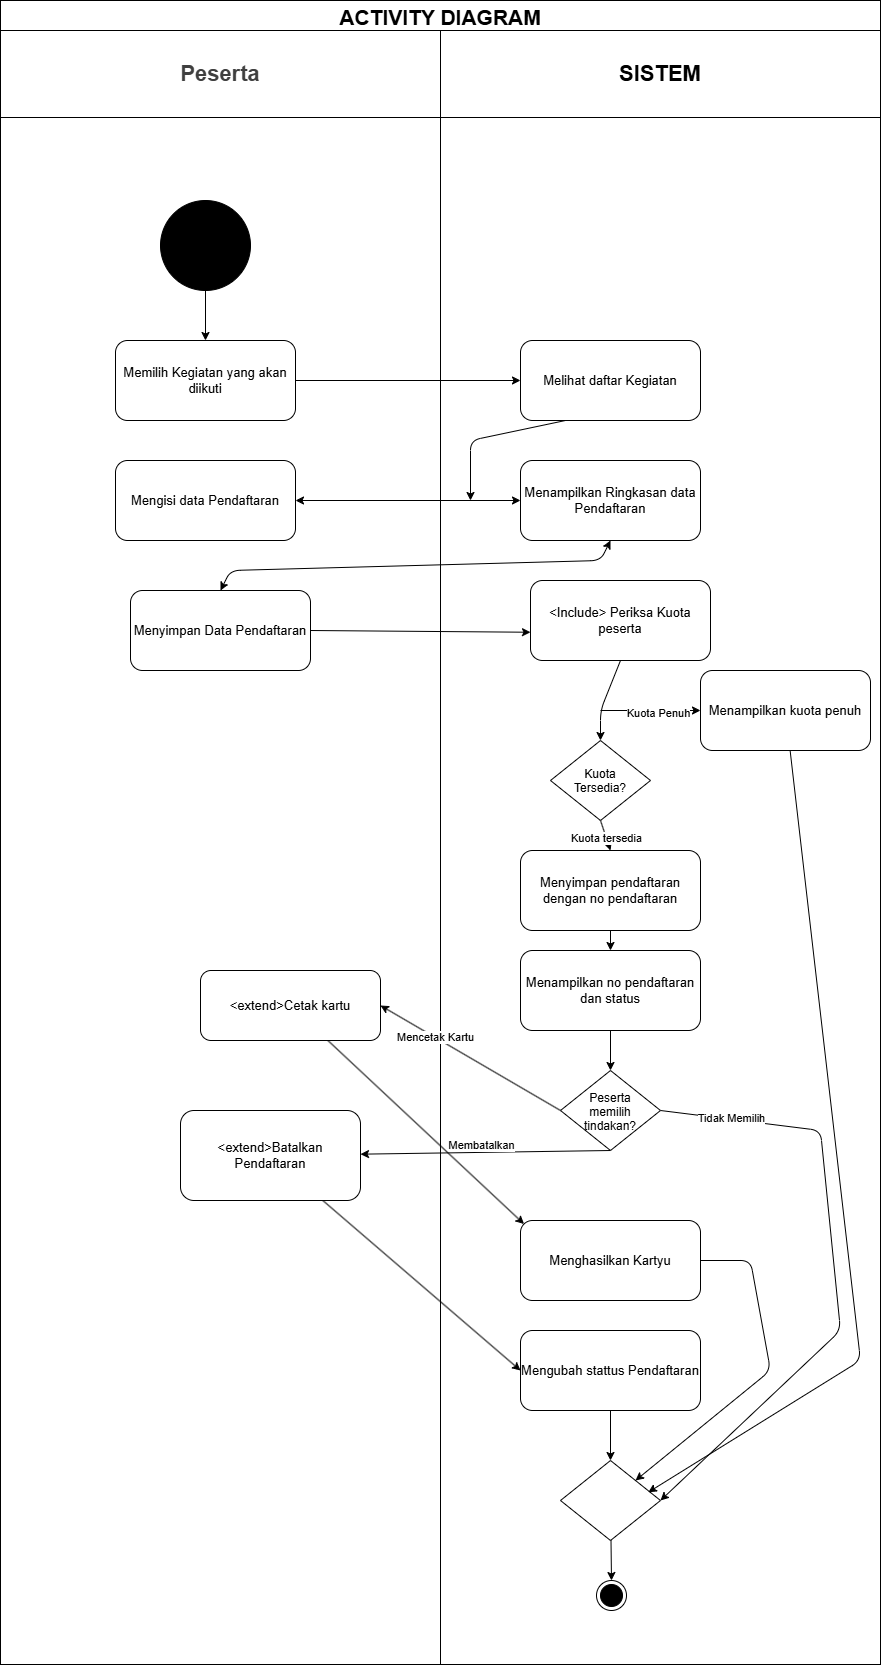 ACTIVITY DIAGRAM
Peserta
SISTEM
Memilih Kegiatan yang akan
diikuti
Melihat daftar Kegiatan
Mengisi data Pendaftaran
Menampilkan Ringkasan data
Pendaftaran
Menyimpan Data Pendaftaran
<Include> Periksa Kuota
peserta
Kuota Penuh
Menampilkan kuota penuh
Kuota
Tersedia?
Kuota tersedia
Menyimpan pendaftaran
dengan no pendaftaran
Menampilkan no pendaftaran
dan status
<extend>Cetak kartu
Mencetak Kartu
Peserta
memilih
tindakan?
Tidak Memilih
<extend>Batalkan
Pendaftaran
Membatalkan
Menghasilkan Kartyu
Mengubah stattus Pendaftaran